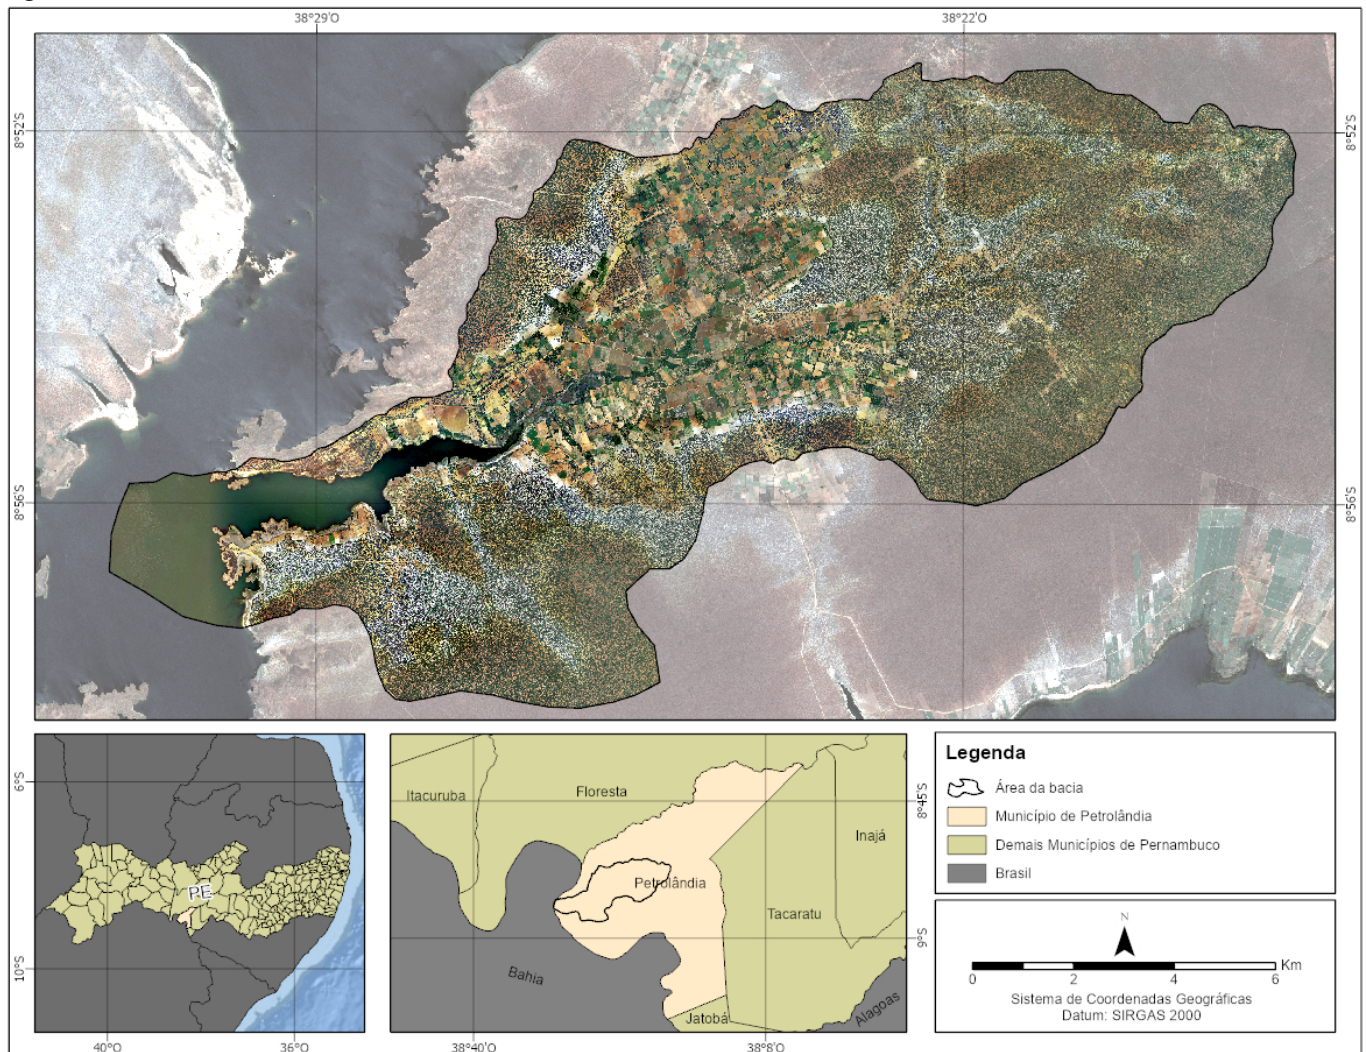 38°29'O
38°22'O
8°52'S
8°52'S
8°56'S
8°56'S
6°S
10°S
40°O
36°O
PE
Itacuruba
Floresta
Inajá
Petrolândia
Tacaratu
Bahia
Jatobá
Alagoas
8°45'S
9°S
38°40'O
38°8'O
Legenda
Área da bacia
Município de Petrolândia
Demais Municípios de Pernambuco
Brasil
N
Km
0 2 4 6
Sistema de Coordenadas Geográficas
Datum: SIRGAS 2000